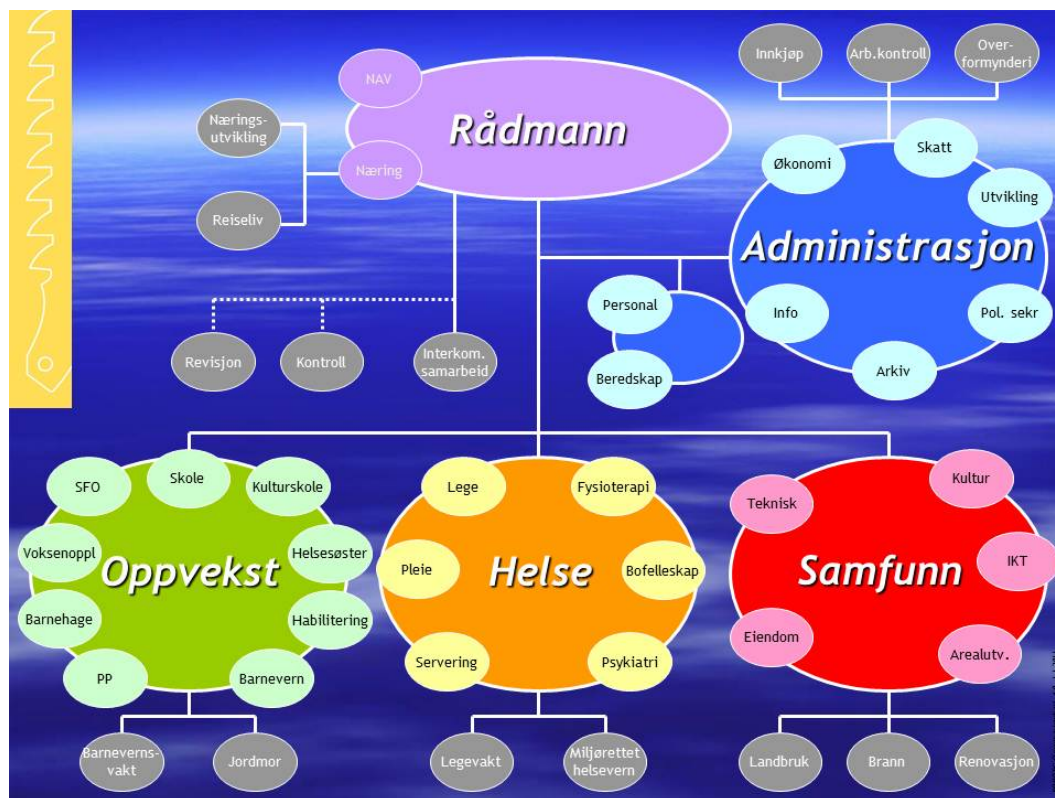 Innkjøp
Arb.kontroll
Over-
formynderi
NAV
Rådmann
Nærings-
utvikling
Næring
Reiseliv
Økonomi
Skatt
Utvikling
Administrasjon
Info
Pol. sekr
Arkiv
Personal
Beredskap
Revisjon
Kontroll
Interkom.
samarbeid
SFO
Skole
Kulturskole
Voksenoppl
Helsesøster
Oppvekst
Barnehage
Habilitering
PP
Barnevern
Lege
Fysioterapi
Pleie
Helse
Bofelleskap
Servering
Psykiatri
Teknisk
Kultur
Samfunn
IKT
Eiendom
Arealutv.
Barneverns-
vakt
Jordmor
Legevakt
Miljørettet
helsevern
Landbruk
Brann
Renovasjon